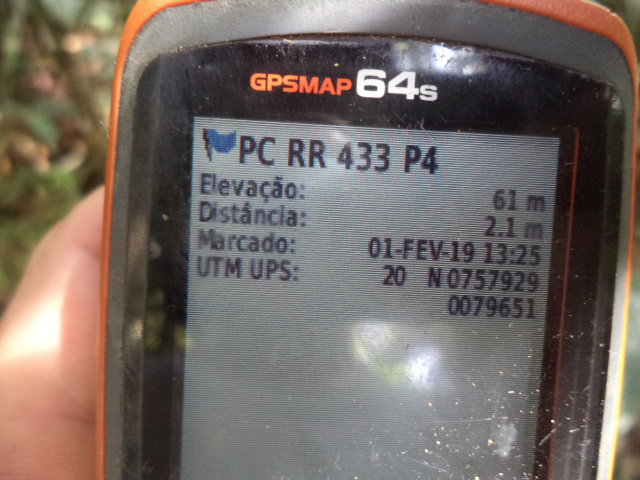 GPSMAP 64s
PC RR 433 P4
Elevação: 61 m
Distância: 2.1 m
Marcado: 01-FEV-19 13:25
UTM UPS: 20 N 0757929
0079651